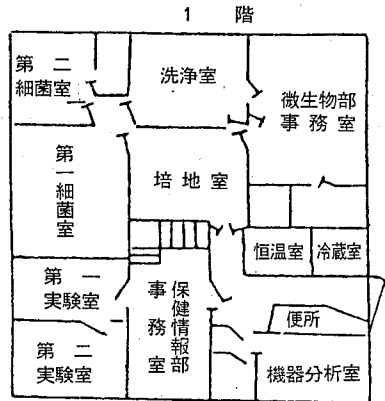 1 階
第二
細菌室
洗浄室
微生物部
事務室
第一細菌室
培地室
恒温室
冷蔵室
第一
実験室
保健情報部
事務室
便所
第二
実験室
機器分析室